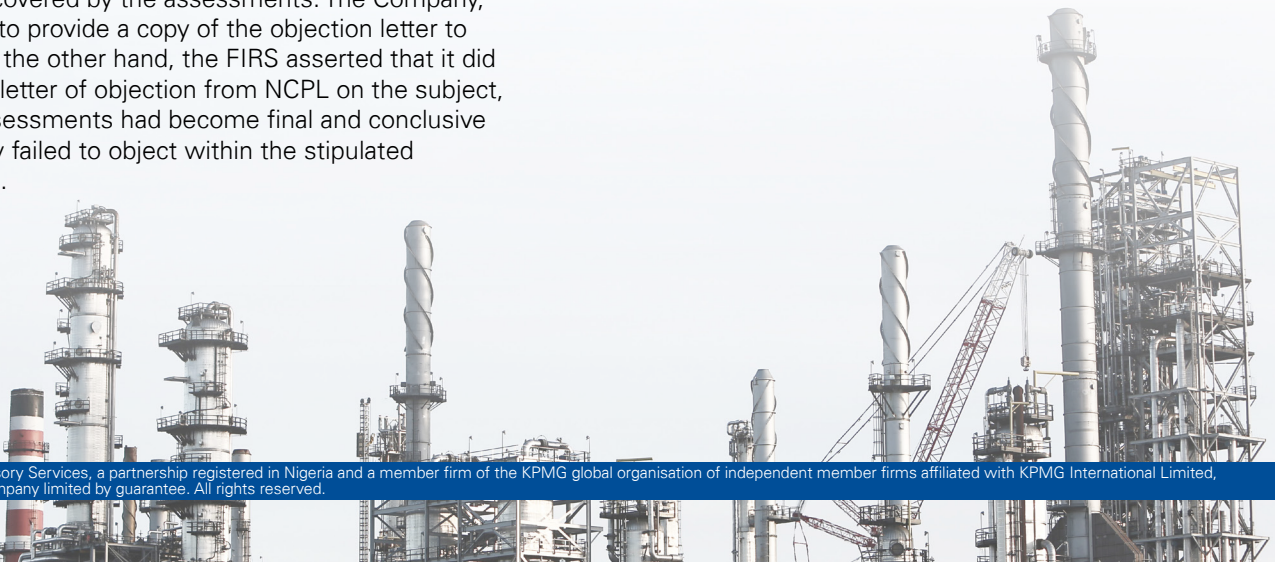 covered by the assessments. The Company,
to provide a copy of the objection letter to
the other hand, the FIRS asserted that it did
letter of objection from NCPL on the subject,
had become final and conclusive
failed to object within the stipulated
.
Services, a partnership registered in Nigeria and a member firm of the KPMG global organisation of independent member firms affiliated with KPMG International Limited,
limited by guarantee. All rights reserved.